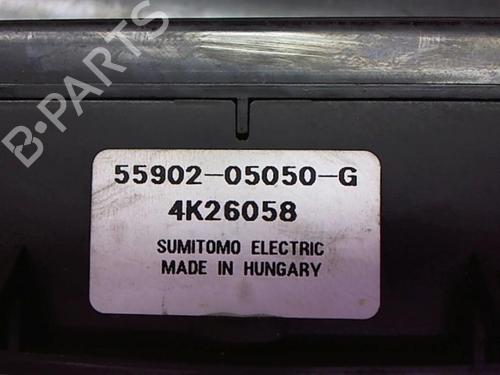 B-PARTS
55902-05050-G
4K26058
SUMITOMO ELECTRIC
MADE IN HUNGARY